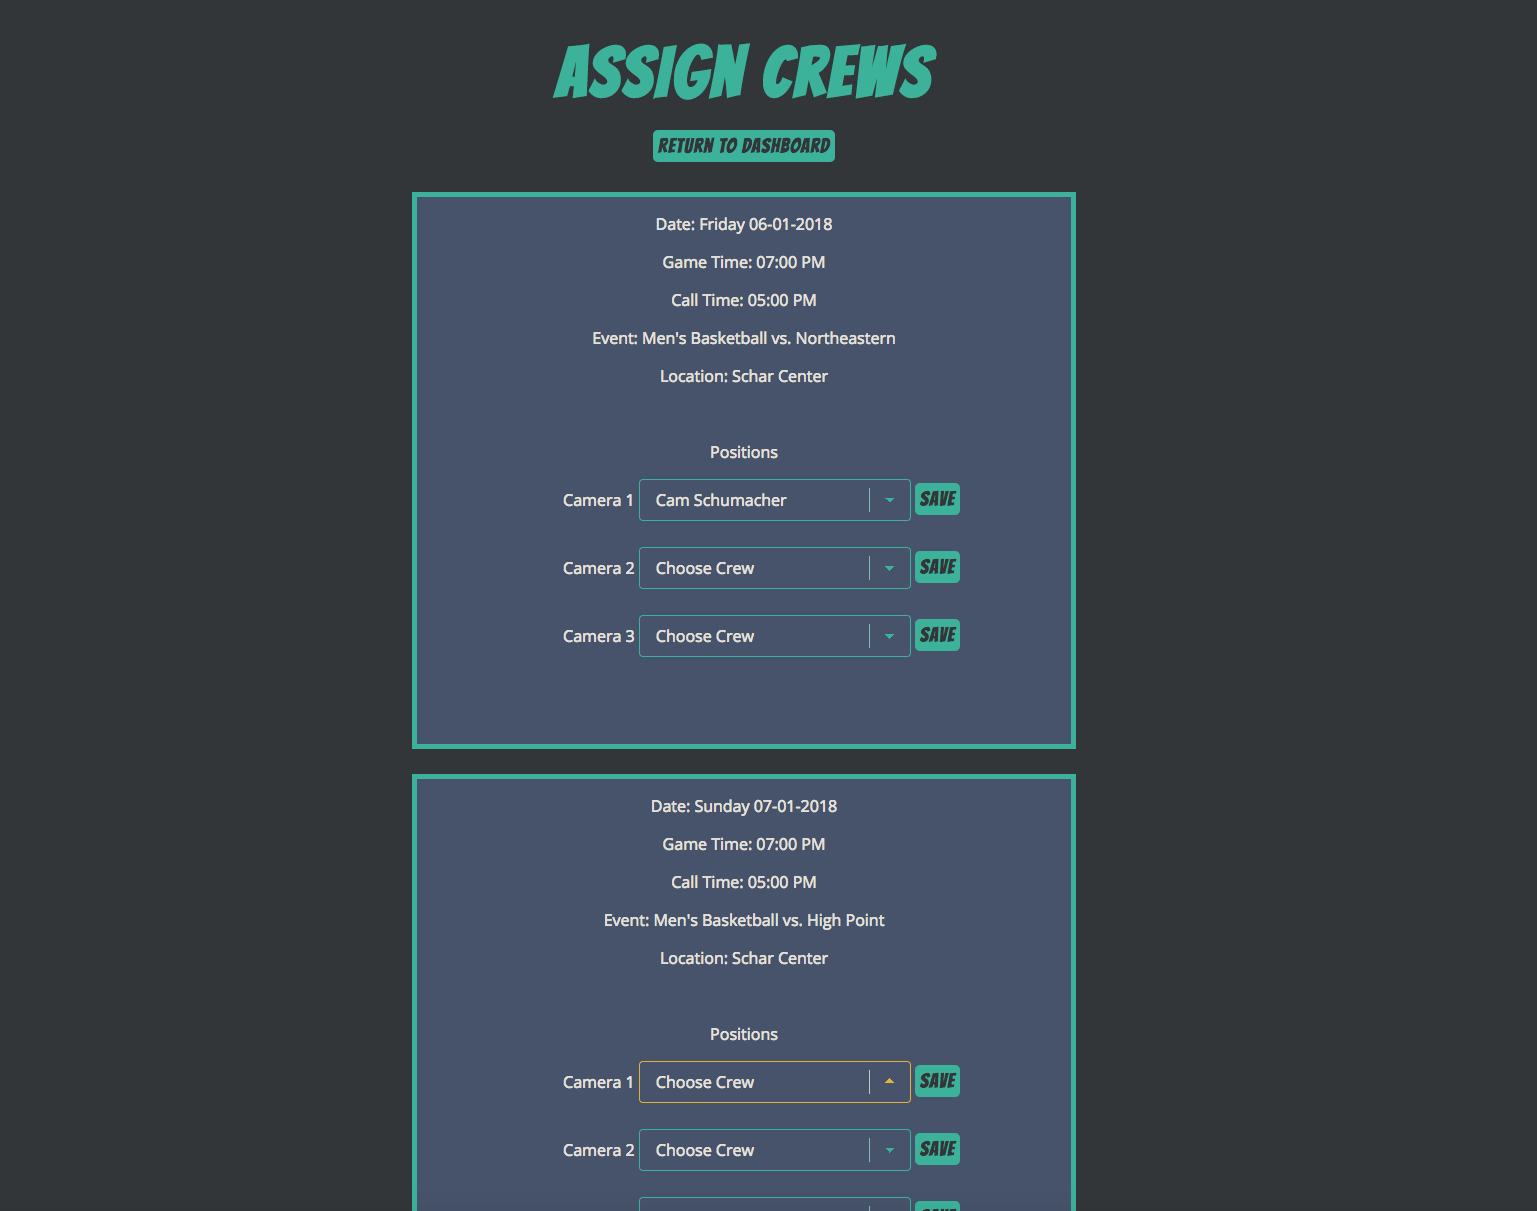 ASSIGN CREWS
RETURN TO DASHBOARD
Date: Friday 06-01-2018
Game Time: 07:00 PM
Call Time: 05:00 PM
Event: Men's Basketball vs. Northeastern
Location: Schar Center
Positions
Camera 1 Cam Schumacher SAVE
Camera 2 Choose Crew SAVE
Camera 3 Choose Crew SAVE
Date: Sunday 07-01-2018
Game Time: 07:00 PM
Call Time: 05:00 PM
Event: Men's Basketball vs. High Point
Location: Schar Center
Positions
Camera 1 Choose Crew SAVE
Camera 2 Choose Crew SAVE